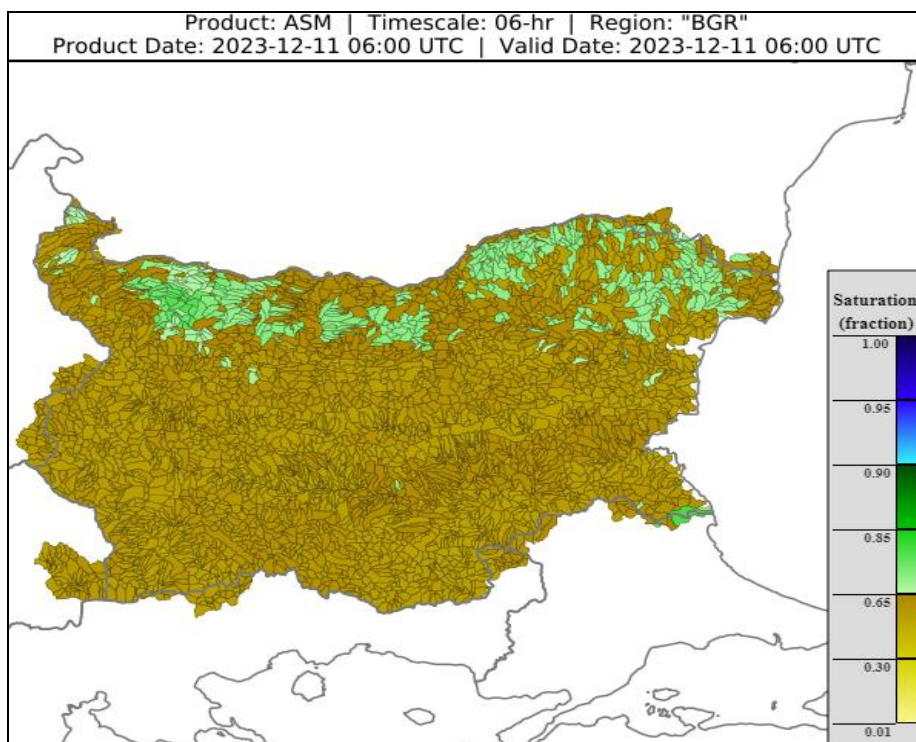 Product: ASM | Timescale: 06-hr | Region: "BGR"
Product Date: 2023-12-11 06:00 UTC | Valid Date: 2023-12-11 06:00 UTC
Saturation
(fraction)
1.00
0.95
0.90
0.85
0.65
0.30
0.01